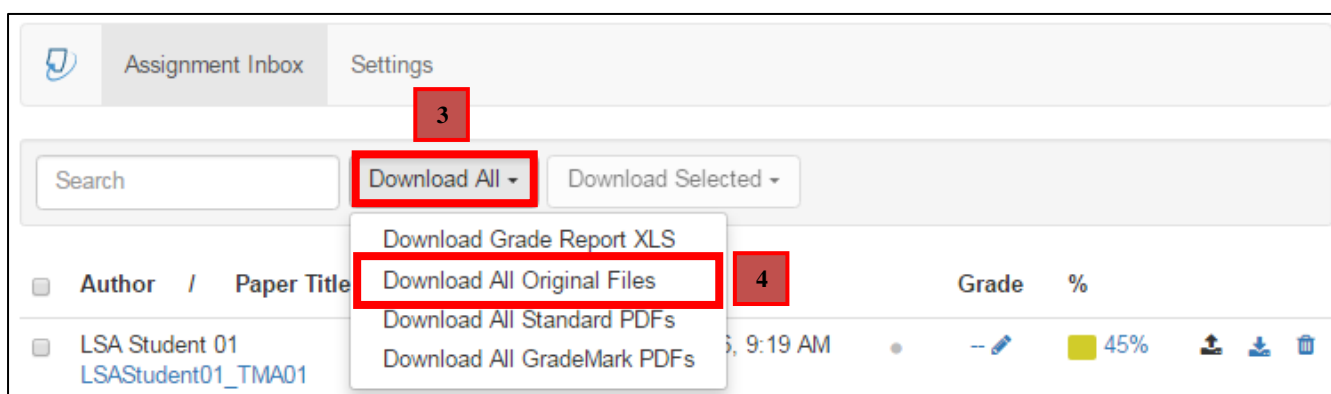 Assignment Inbox Settings
3
Search Download All Download Selected
Download Grade Report XLS
Download All Original Files 4
Author / Paper Title Grade %
Download All Standard PDFs
LSA Student 01 , 9:19 AM -- 45%
Download All GradeMark PDFs
LSAStudent01_TMA01